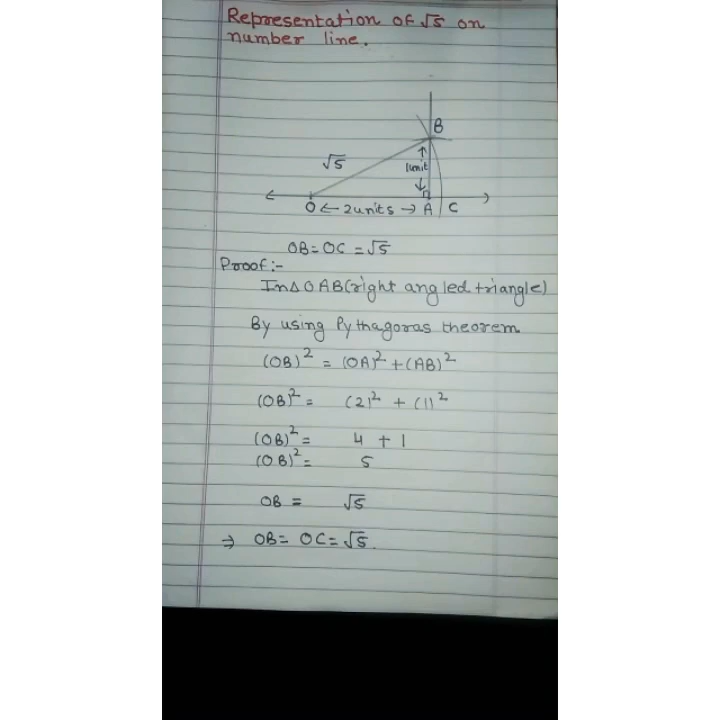 Representation of √5 on
number line.
B
√5
1unit
O ← 2units → A C
OB = OC = √5
Proof :-
In Δ OAB (right angled triangle)
By using Pythagoras theorem
(OB)² = (OA)² + (AB)²
(OB)² = (2)² + (1)²
(OB)² = 4 + 1
(OB)² = 5
OB = √5
⇒ OB = OC = √5.